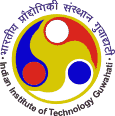 भारतीय प्रौद्योगिकी संस्थान गुवाहाटी
Indian Institute of Technology Guwahati